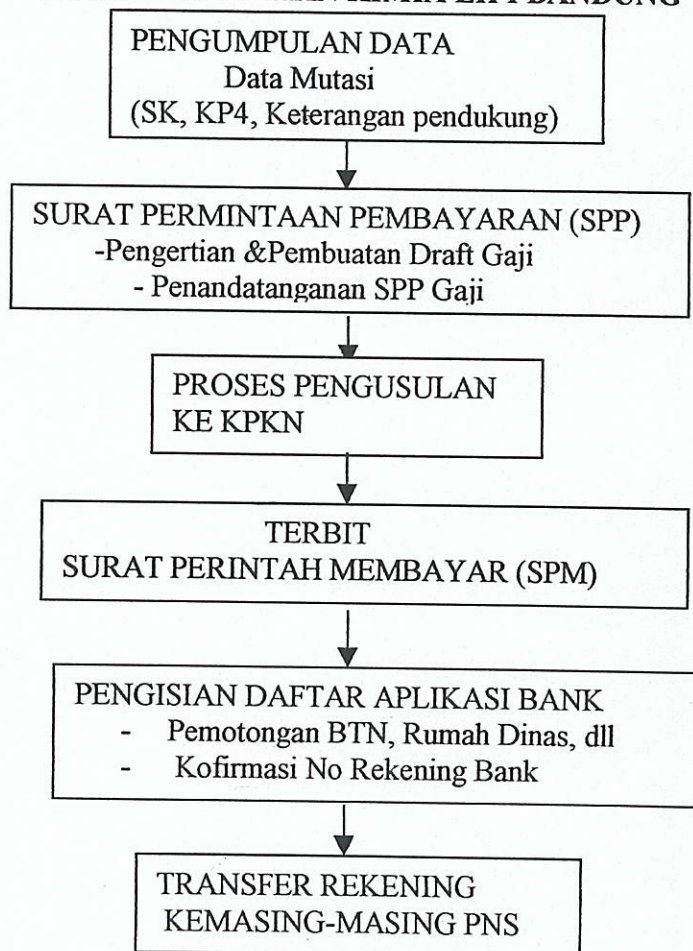 BANDUNG
PENGUMPULAN DATA
Data Mutasi
(SK, KP4, Keterangan pendukung)
SURAT PERMINTAAN PEMBAYARAN (SPP)
-Pengertian &Pembuatan Draft Gaji
- Penandatanganan SPP Gaji
PROSES PENGUSULAN
KE KPKN
TERBIT
SURAT PERINTAH MEMBAYAR (SPM)
PENGISIAN DAFTAR APLIKASI BANK
- Pemotongan BTN, Rumah Dinas, dll
- Kofirmasi No Rekening Bank
TRANSFER REKENING
KEMASING-MASING PNS